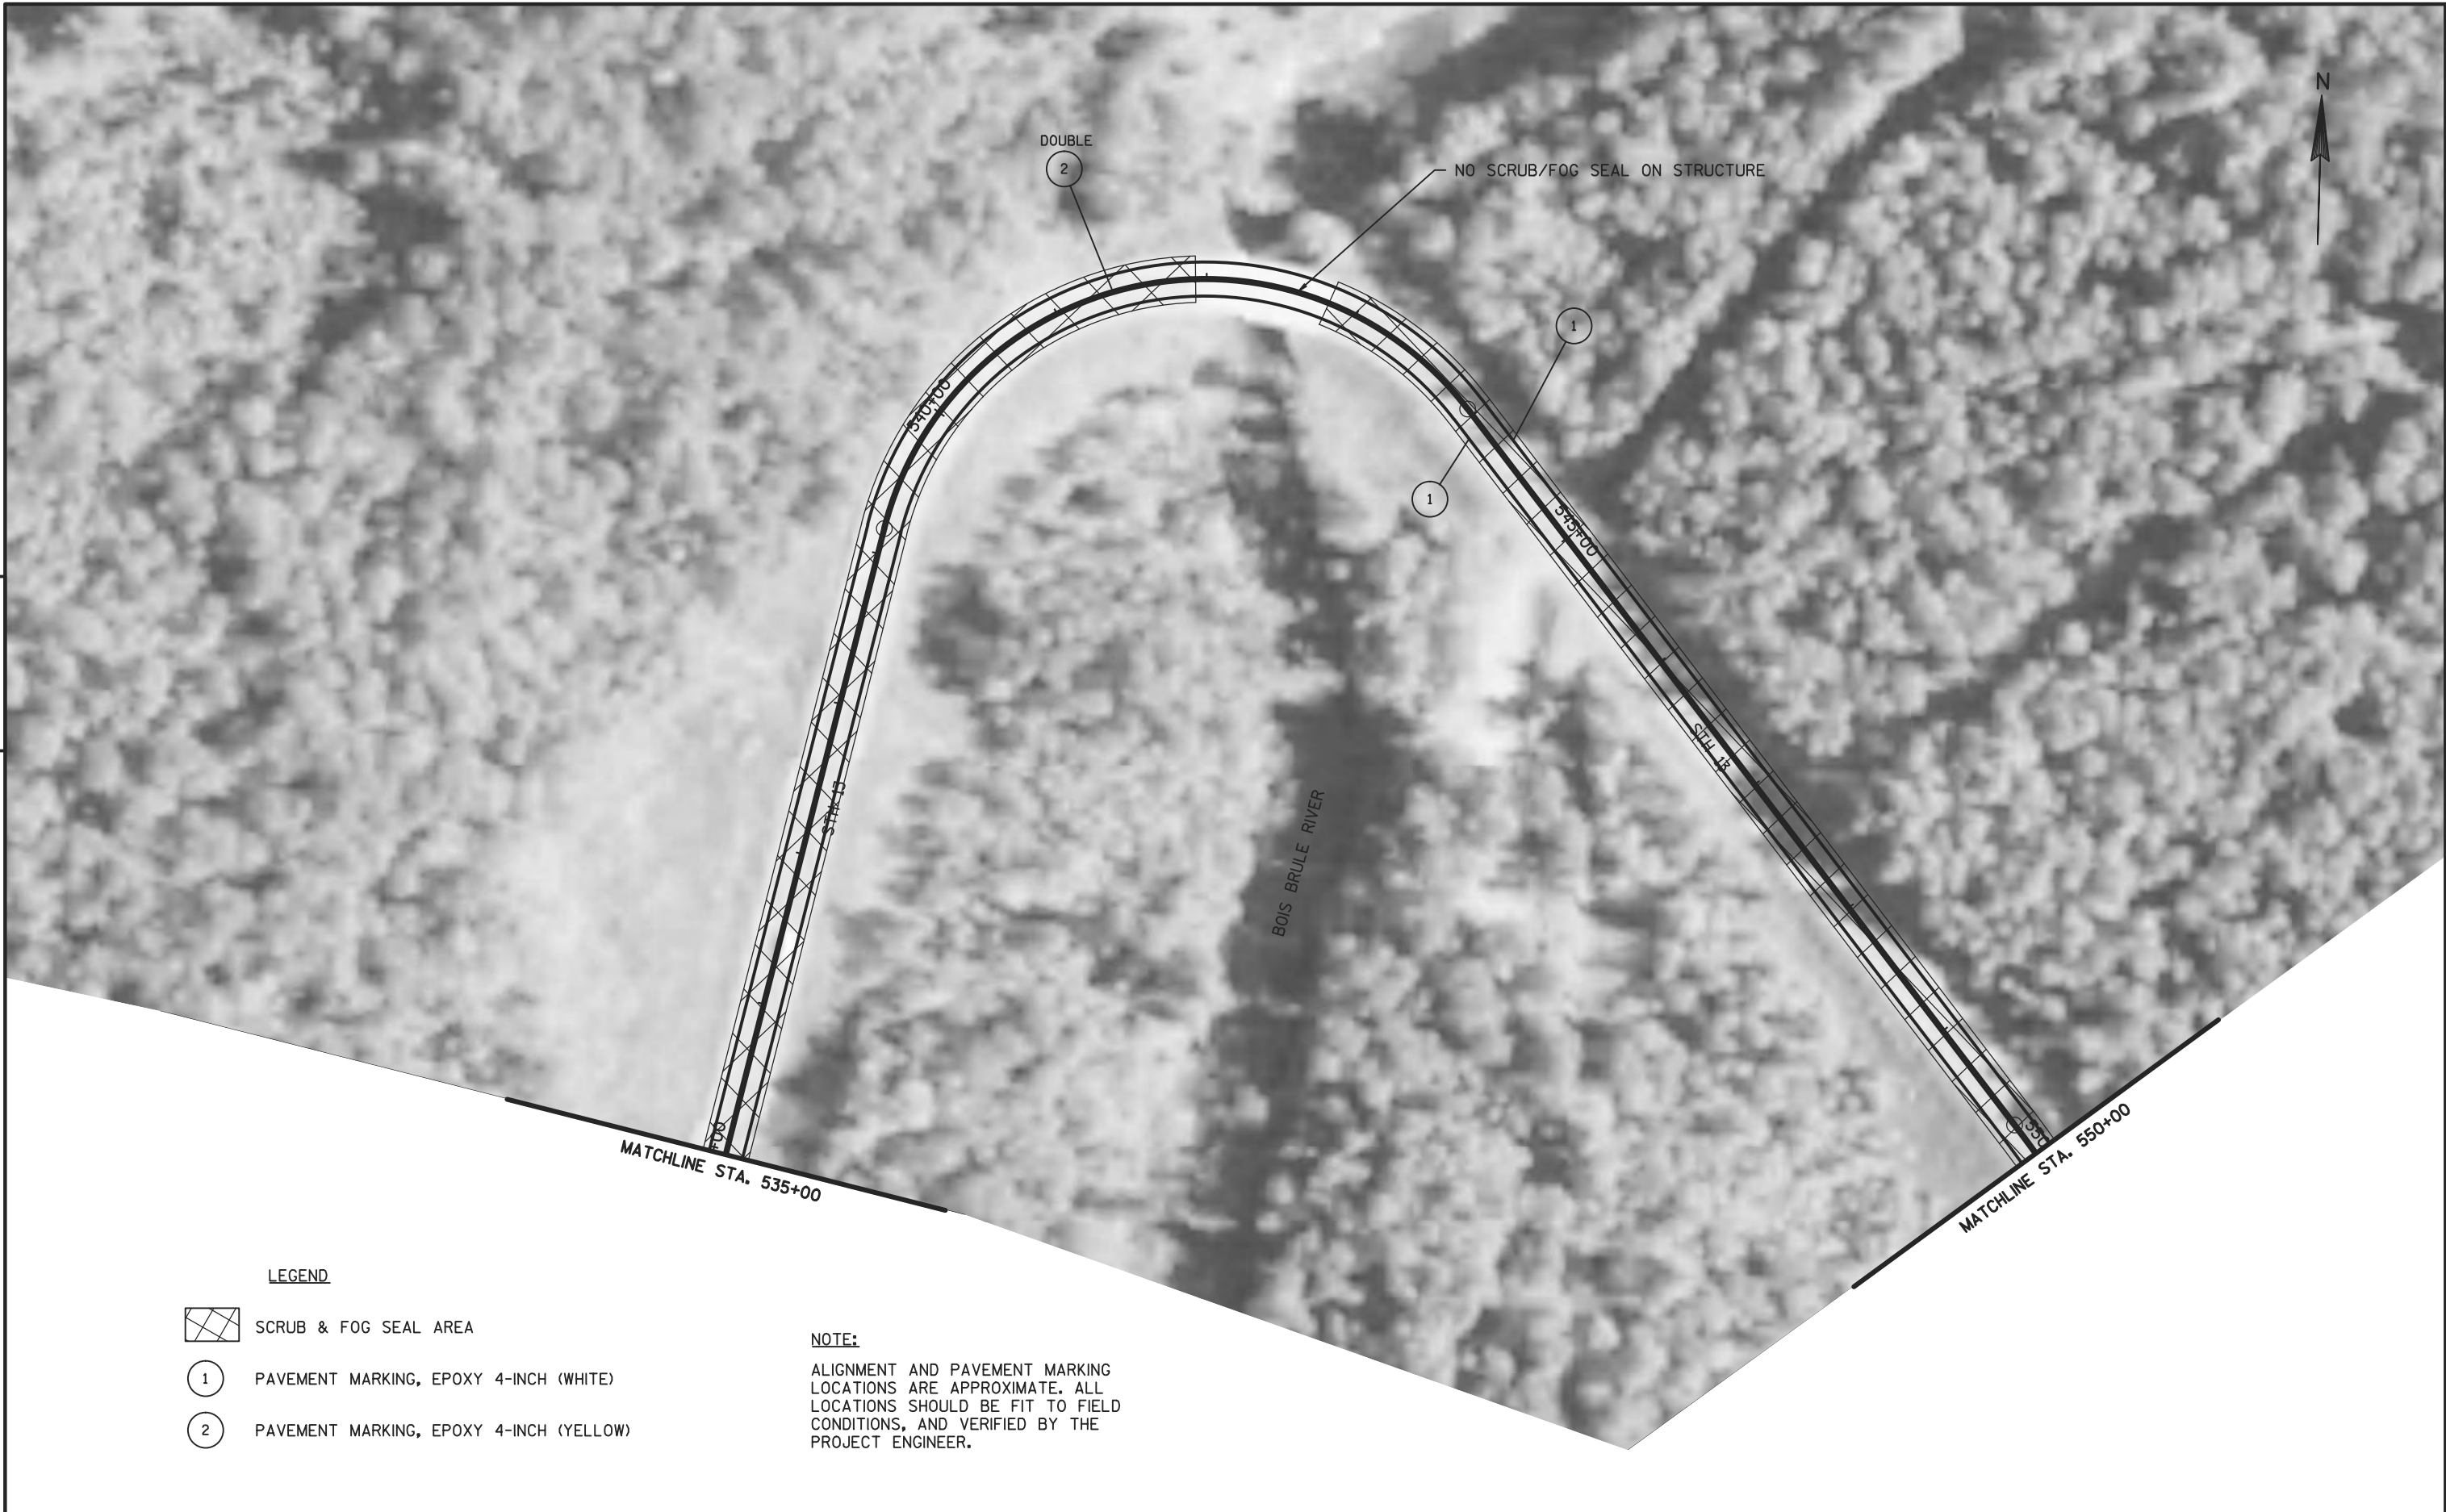 N
DOUBLE
2
NO SCRUB/FOG SEAL ON STRUCTURE
1
540+00
1
545+00
STH 13
STH 13
BOIS BRULE RIVER
+00
550
MATCHLINE STA. 535+00
MATCHLINE STA. 550+00
LEGEND
SCRUB & FOG SEAL AREA
1 PAVEMENT MARKING, EPOXY 4-INCH (WHITE)
2 PAVEMENT MARKING, EPOXY 4-INCH (YELLOW)
NOTE:
ALIGNMENT AND PAVEMENT MARKING
LOCATIONS ARE APPROXIMATE. ALL
LOCATIONS SHOULD BE FIT TO FIELD
CONDITIONS, AND VERIFIED BY THE
PROJECT ENGINEER.